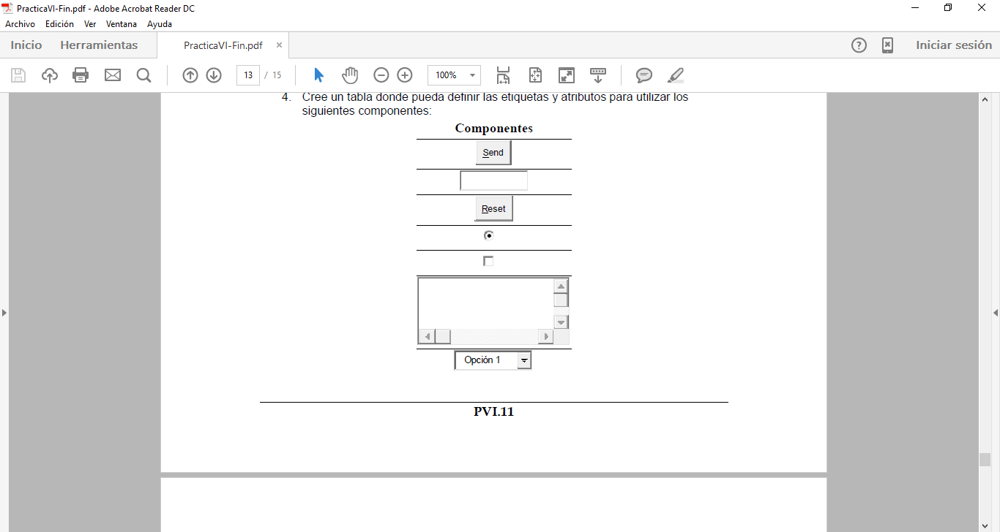 PracticaVI-Fin.pdf - Adobe Acrobat Reader DC
Archivo Edición Ver Ventana Ayuda
Inicio Herramientas PracticaVI-Fin.pdf × Iniciar sesión
13 / 15 100%
4. Cree un tabla donde pueda definir las etiquetas y atributos para utilizar los
siguientes componentes:
Componentes
Send
Reset
Opción 1
PVI.11